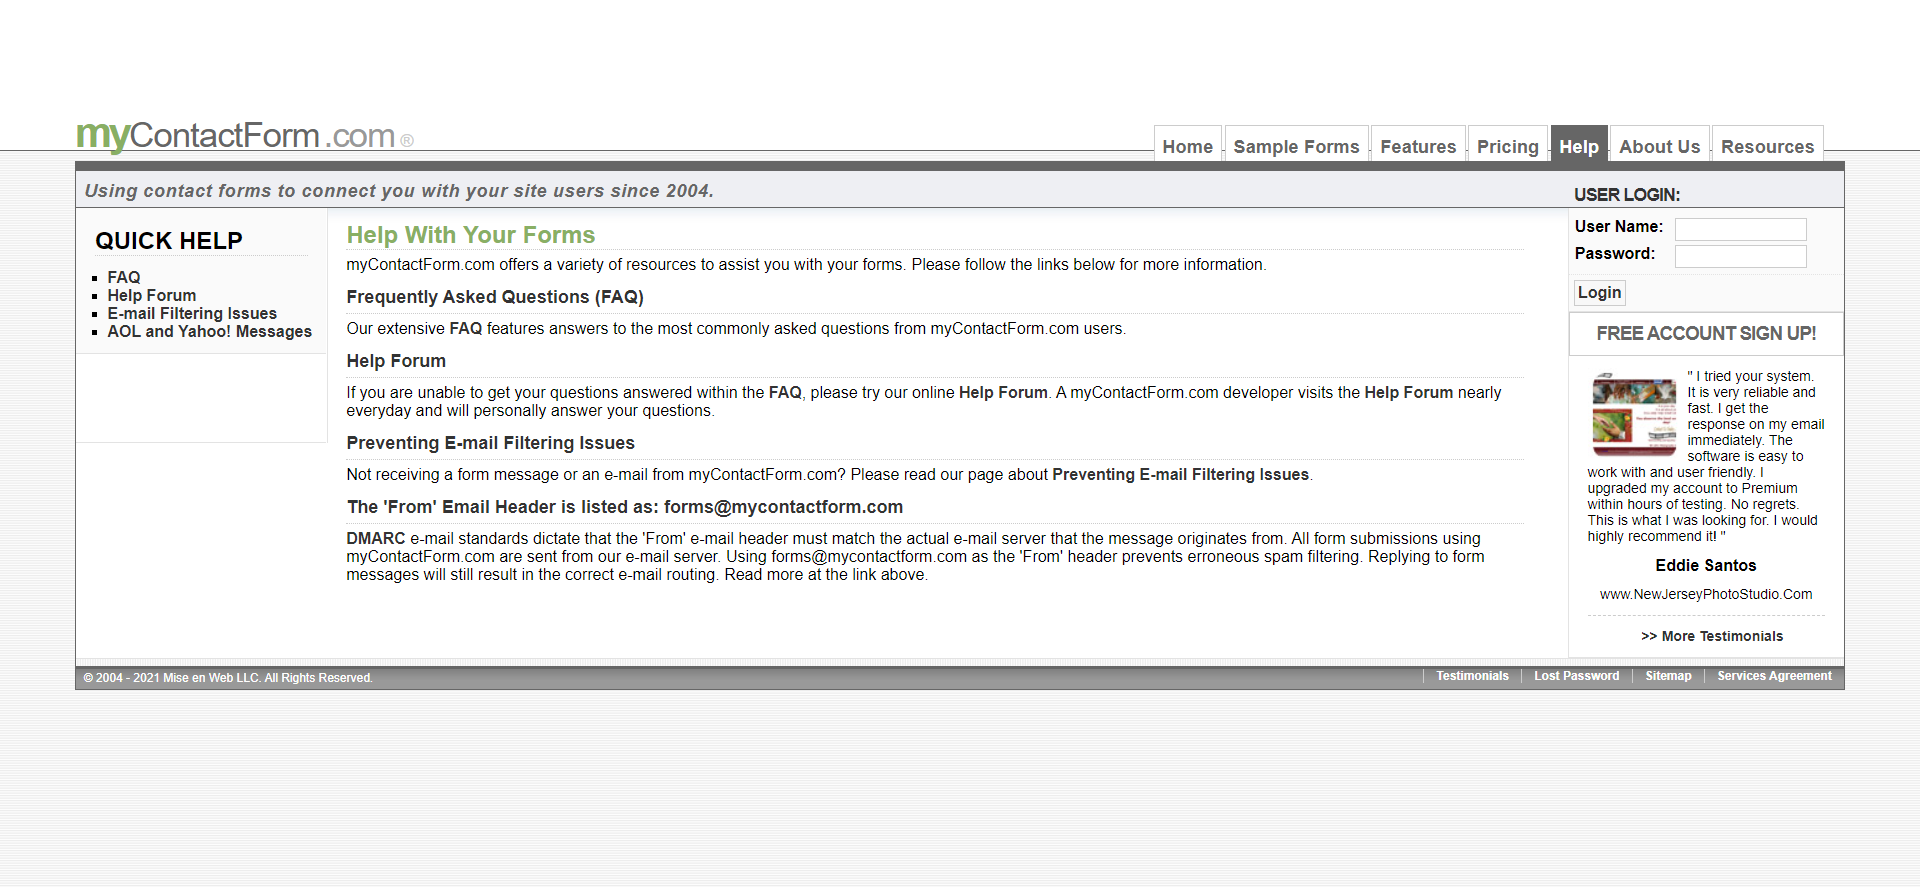 myContactForm.com ®
Home
Sample Forms
Features
Pricing
Help
About Us
Resources
Using contact forms to connect you with your site users since 2004.
USER LOGIN:
QUICK HELP
FAQ
Help Forum
E-mail Filtering Issues
AOL and Yahoo! Messages
Help With Your Forms
myContactForm.com offers a variety of resources to assist you with your forms. Please follow the links below for more information.
Frequently Asked Questions (FAQ)
Our extensive FAQ features answers to the most commonly asked questions from myContactForm.com users.
Help Forum
If you are unable to get your questions answered within the FAQ, please try our online Help Forum. A myContactForm.com developer visits the Help Forum nearly
everyday and will personally answer your questions.
Preventing E-mail Filtering Issues
Not receiving a form message or an e-mail from myContactForm.com? Please read our page about Preventing E-mail Filtering Issues.
The 'From' Email Header is listed as: forms@mycontactform.com
DMARC e-mail standards dictate that the 'From' e-mail header must match the actual e-mail server that the message originates from. All form submissions using
myContactForm.com are sent from our e-mail server. Using forms@mycontactform.com as the 'From' header prevents erroneous spam filtering. Replying to form
messages will still result in the correct e-mail routing. Read more at the link above.
User Name:
Password:
Login
FREE ACCOUNT SIGN UP!
" I tried your system.
It is very reliable and
fast. I get the
response on my email
immediately. The
software is easy to
work with and user friendly. I
upgraded my account to Premium
within hours of testing. No regrets.
This is what I was looking for. I would
highly recommend it! "
Eddie Santos
www.NewJerseyPhotoStudio.Com
>> More Testimonials
© 2004 - 2021 Mise en Web LLC. All Rights Reserved.
Testimonials
Lost Password
Sitemap
Services Agreement